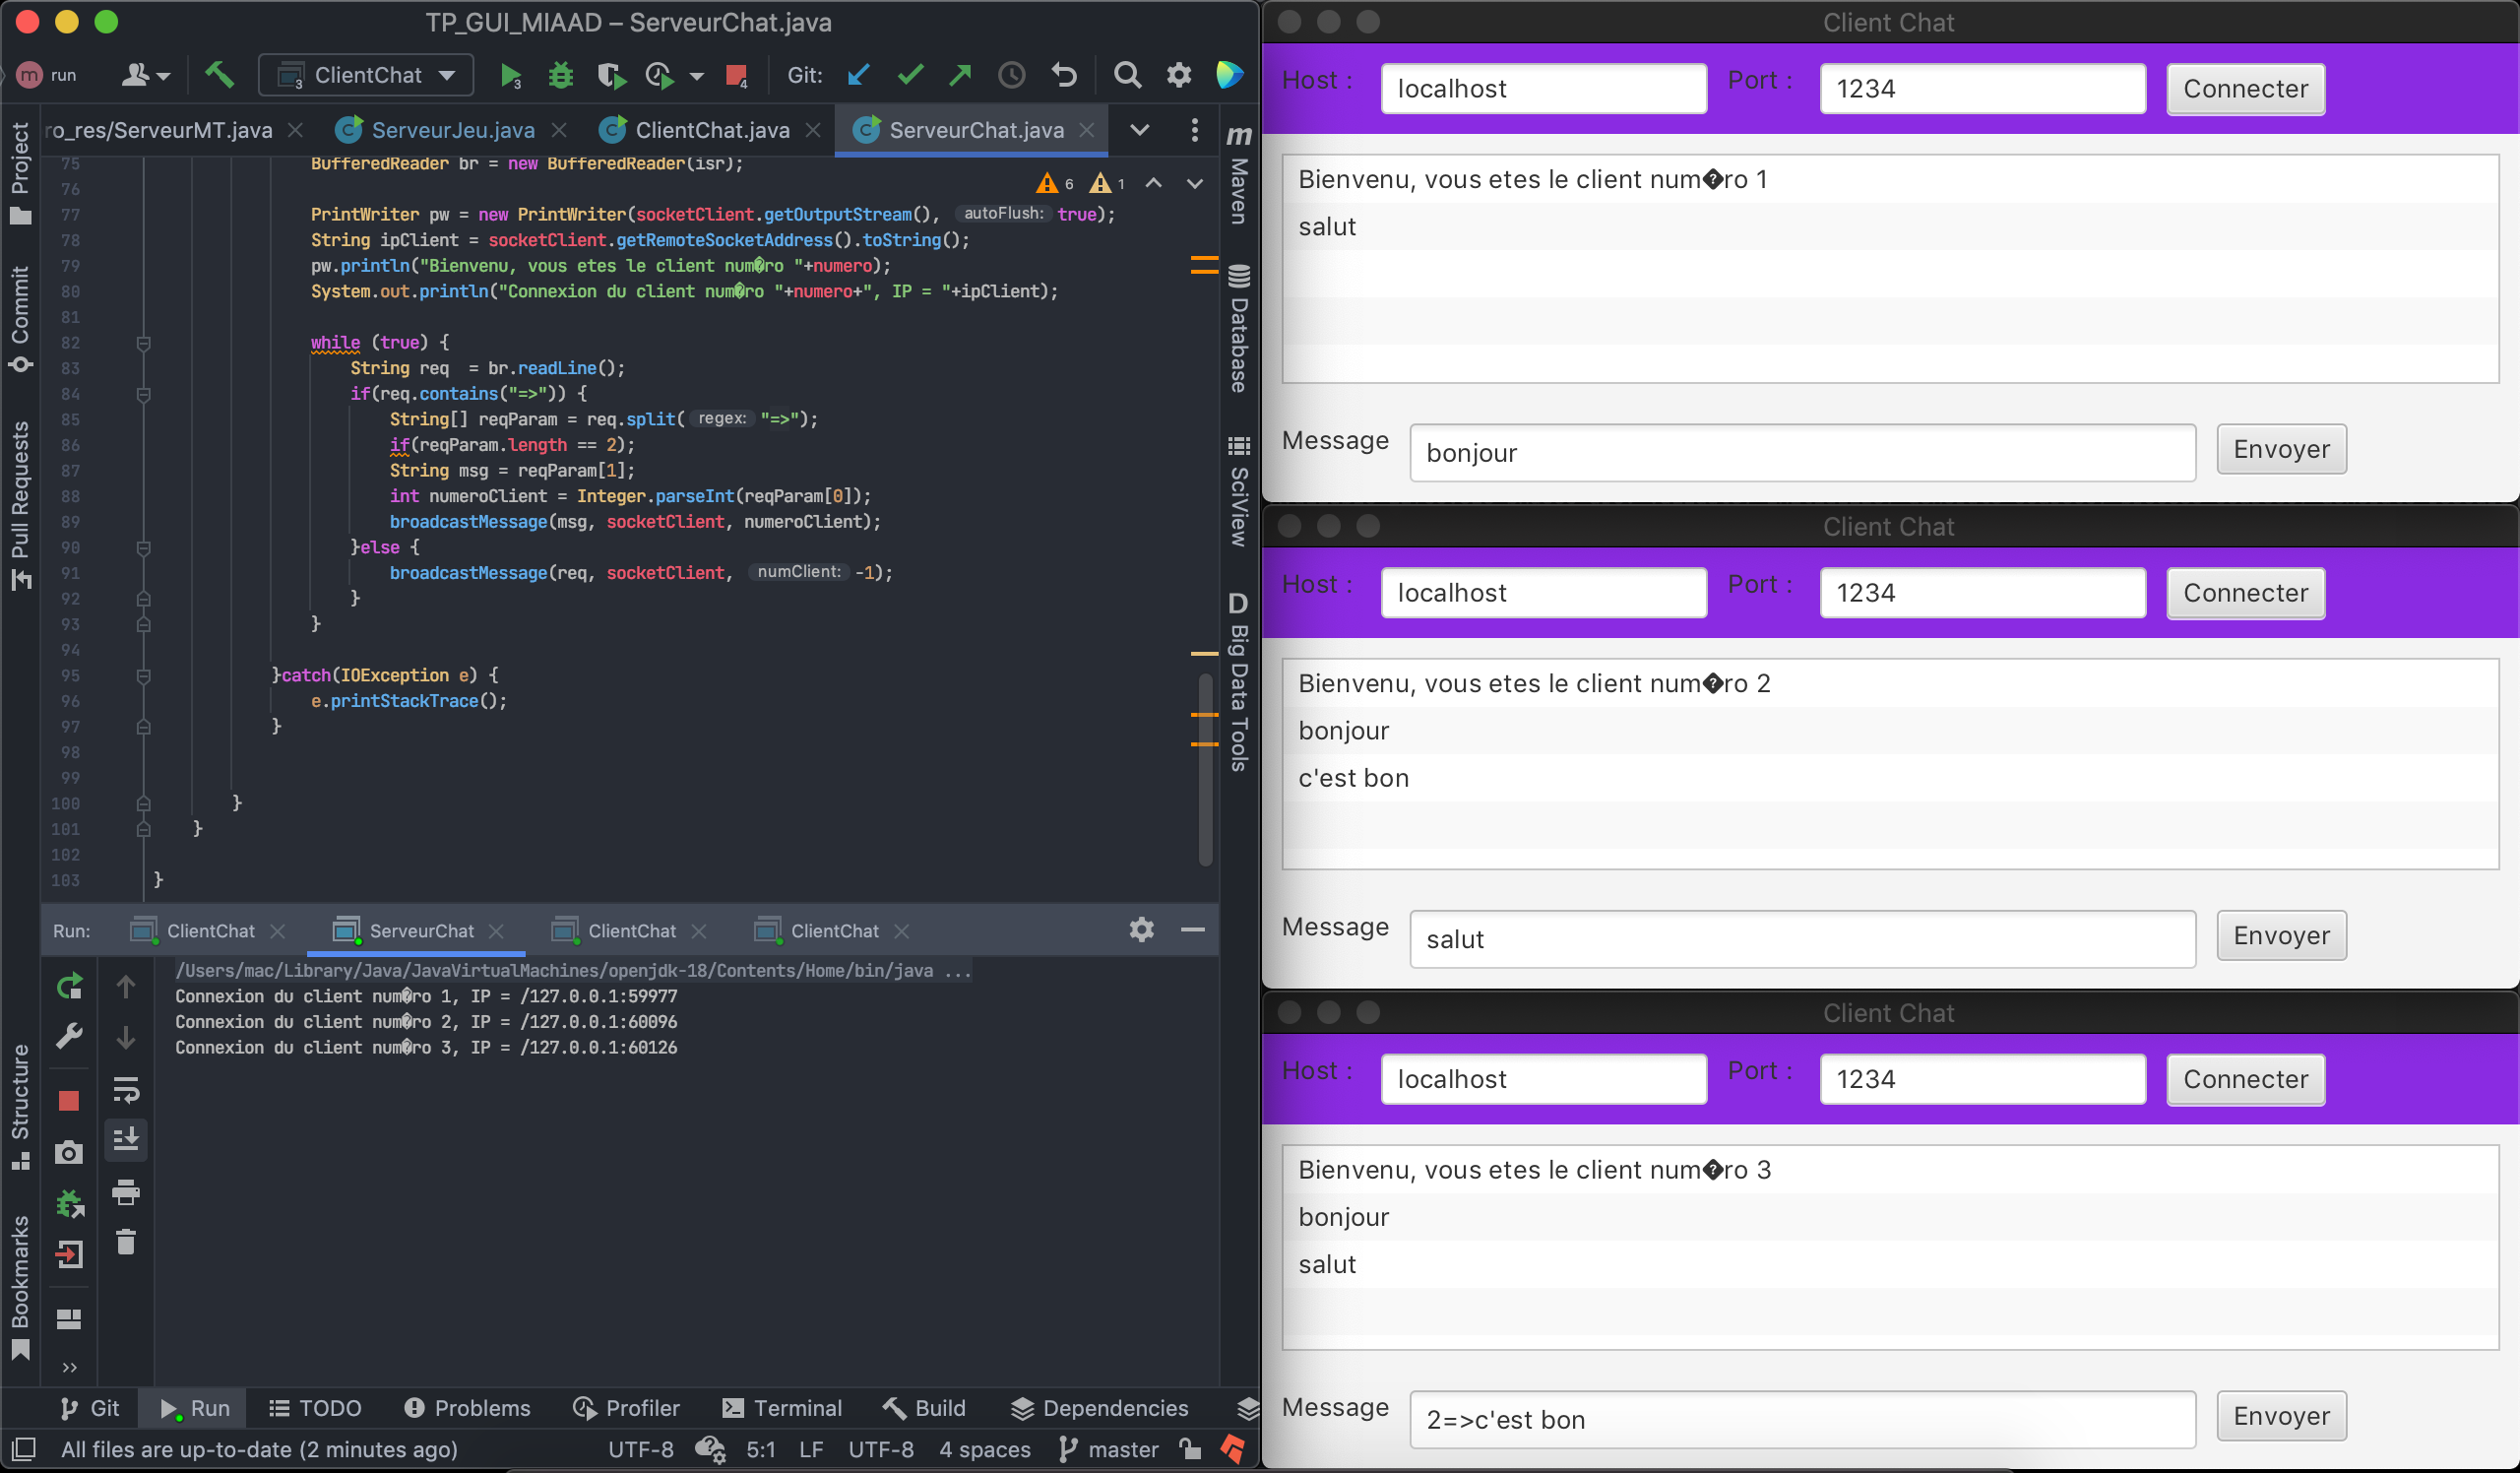 TP_GUI_MIAAD – ServeurChat.java
m run
3 ClientChat 3 4 Git:
ro_res/ServeurMT.java ServeurJeu.java ClientChat.java ServeurChat.java
6 1
75 BufferedReader br = new BufferedReader(isr);
76
77 PrintWriter pw = new PrintWriter(socketClient.getOutputStream(), autoFlush: true);
78 String ipClient = socketClient.getRemoteSocketAddress().toString();
79 pw.println("Bienvenu, vous etes le client num�ro "+numero);
80 System.out.println("Connexion du client num�ro "+numero+", IP = "+ipClient);
81
82 while (true) {
83 String req  = br.readLine();
84 if(req.contains("=>")) {
85 String[] reqParam = req.split( regex: "=>");
86 if(reqParam.length == 2);
87 String msg = reqParam[1];
88 int numeroClient = Integer.parseInt(reqParam[0]);
89 broadcastMessage(msg, socketClient, numeroClient);
90 }else {
91 broadcastMessage(req, socketClient, numClient: -1);
92 }
93 }
94
95 }catch(IOException e) {
96 e.printStackTrace();
97 }
98
99
100 }
101 }
102
103 }
Project
Commit
Pull Requests
Structure
Bookmarks
m Maven
Database
SciView
D Big Data Tools
Run: ClientChat ServeurChat ClientChat ClientChat
/Users/mac/Library/Java/JavaVirtualMachines/openjdk-18/Contents/Home/bin/java ...
Connexion du client num�ro 1, IP = /127.0.0.1:59977
Connexion du client num�ro 2, IP = /127.0.0.1:60096
Connexion du client num�ro 3, IP = /127.0.0.1:60126
Git Run TODO Problems Profiler Terminal Build Dependencies
All files are up-to-date (2 minutes ago) UTF-8 5:1 LF UTF-8 4 spaces master
Client Chat
Host : localhost Port : 1234 Connecter
Bienvenu, vous etes le client num�ro 1
salut
Message bonjour Envoyer
Client Chat
Host : localhost Port : 1234 Connecter
Bienvenu, vous etes le client num�ro 2
bonjour
c'est bon
Message salut Envoyer
Client Chat
Host : localhost Port : 1234 Connecter
Bienvenu, vous etes le client num�ro 3
bonjour
salut
Message 2=>c'est bon Envoyer